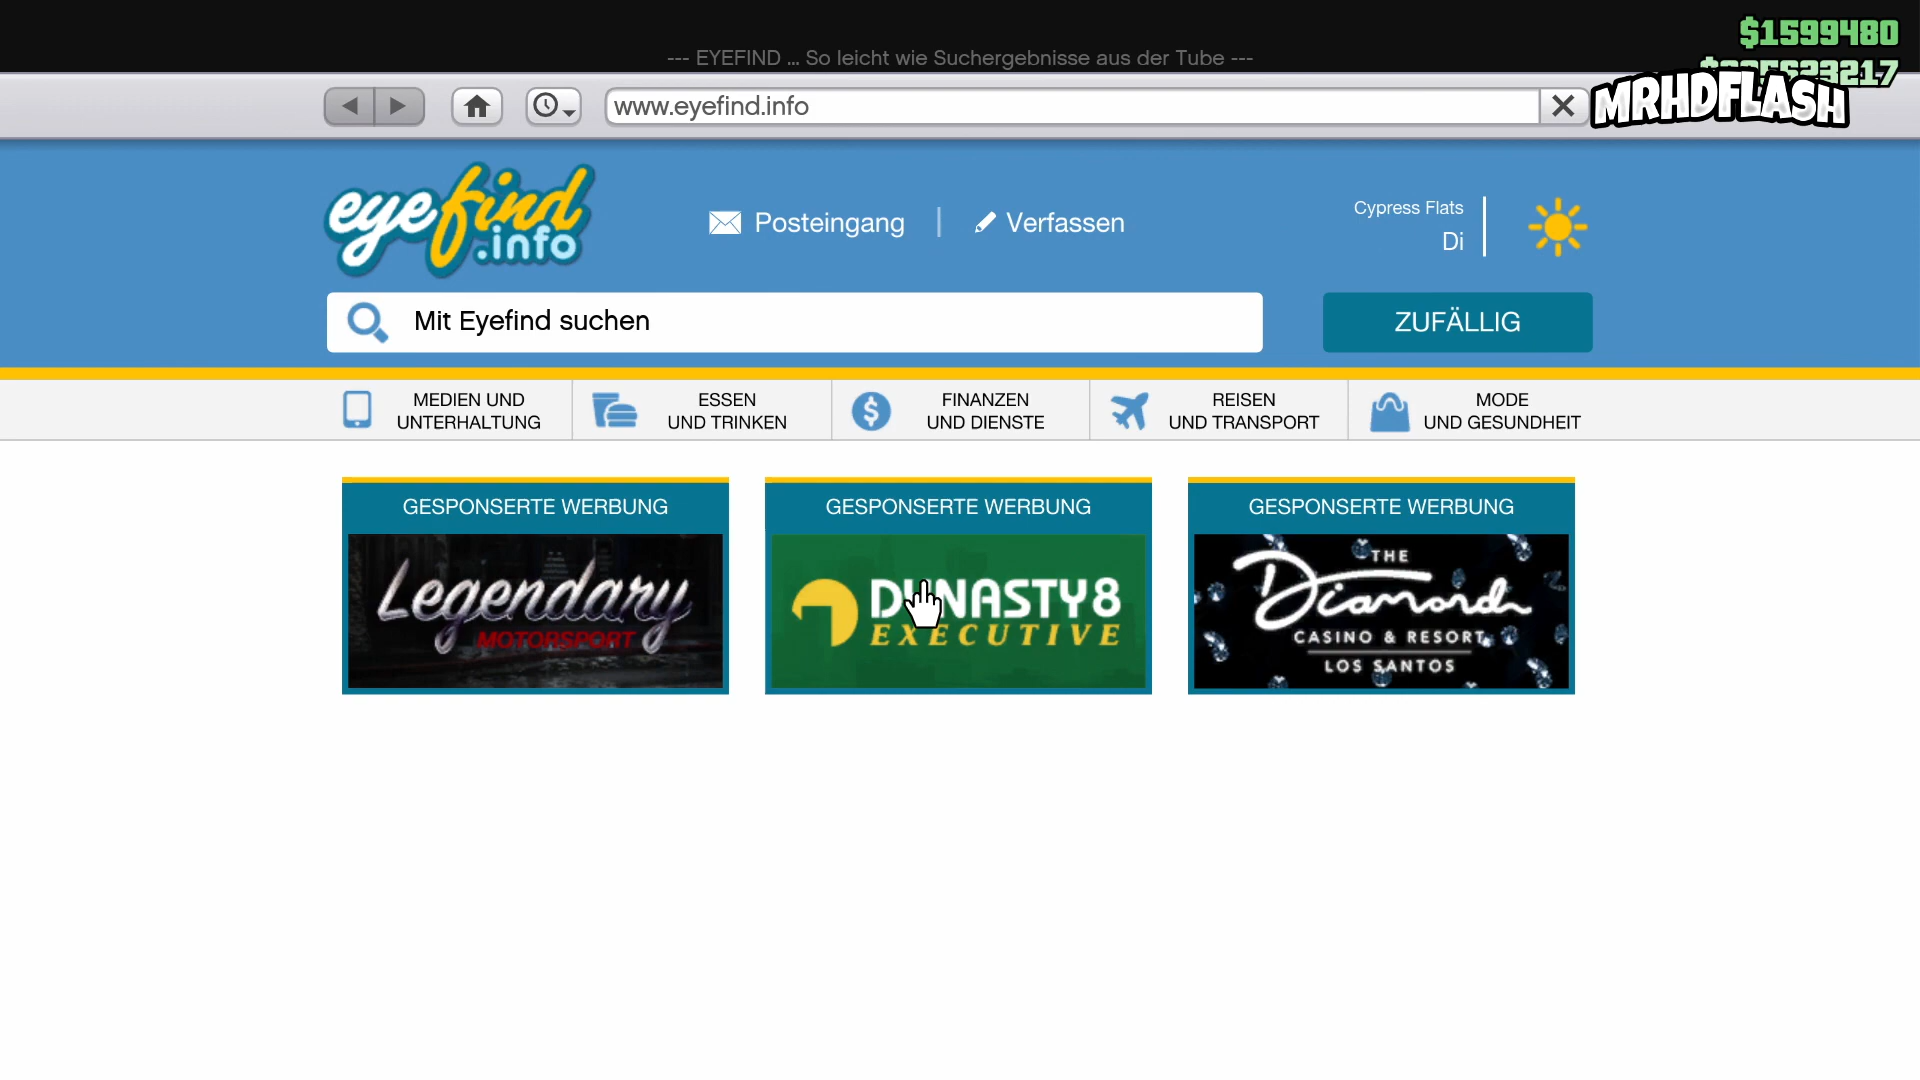 $1599480
--- EYEFIND ... So leicht wie Suchergebnisse aus der Tube ---
MRHDFLASH
www.eyefind.info
eyefind
.info
Posteingang
Verfassen
Cypress Flats
Di
Mit Eyefind suchen
ZUFÄLLIG
MEDIEN UND
UNTERHALTUNG
ESSEN
UND TRINKEN
FINANZEN
UND DIENSTE
REISEN
UND TRANSPORT
MODE
UND GESUNDHEIT
GESPONSERTE WERBUNG
Legendary
MOTORSPORT
GESPONSERTE WERBUNG
DYNASTY 8
EXECUTIVE
GESPONSERTE WERBUNG
THE
Diamond
CASINO & RESORT
LOS SANTOS